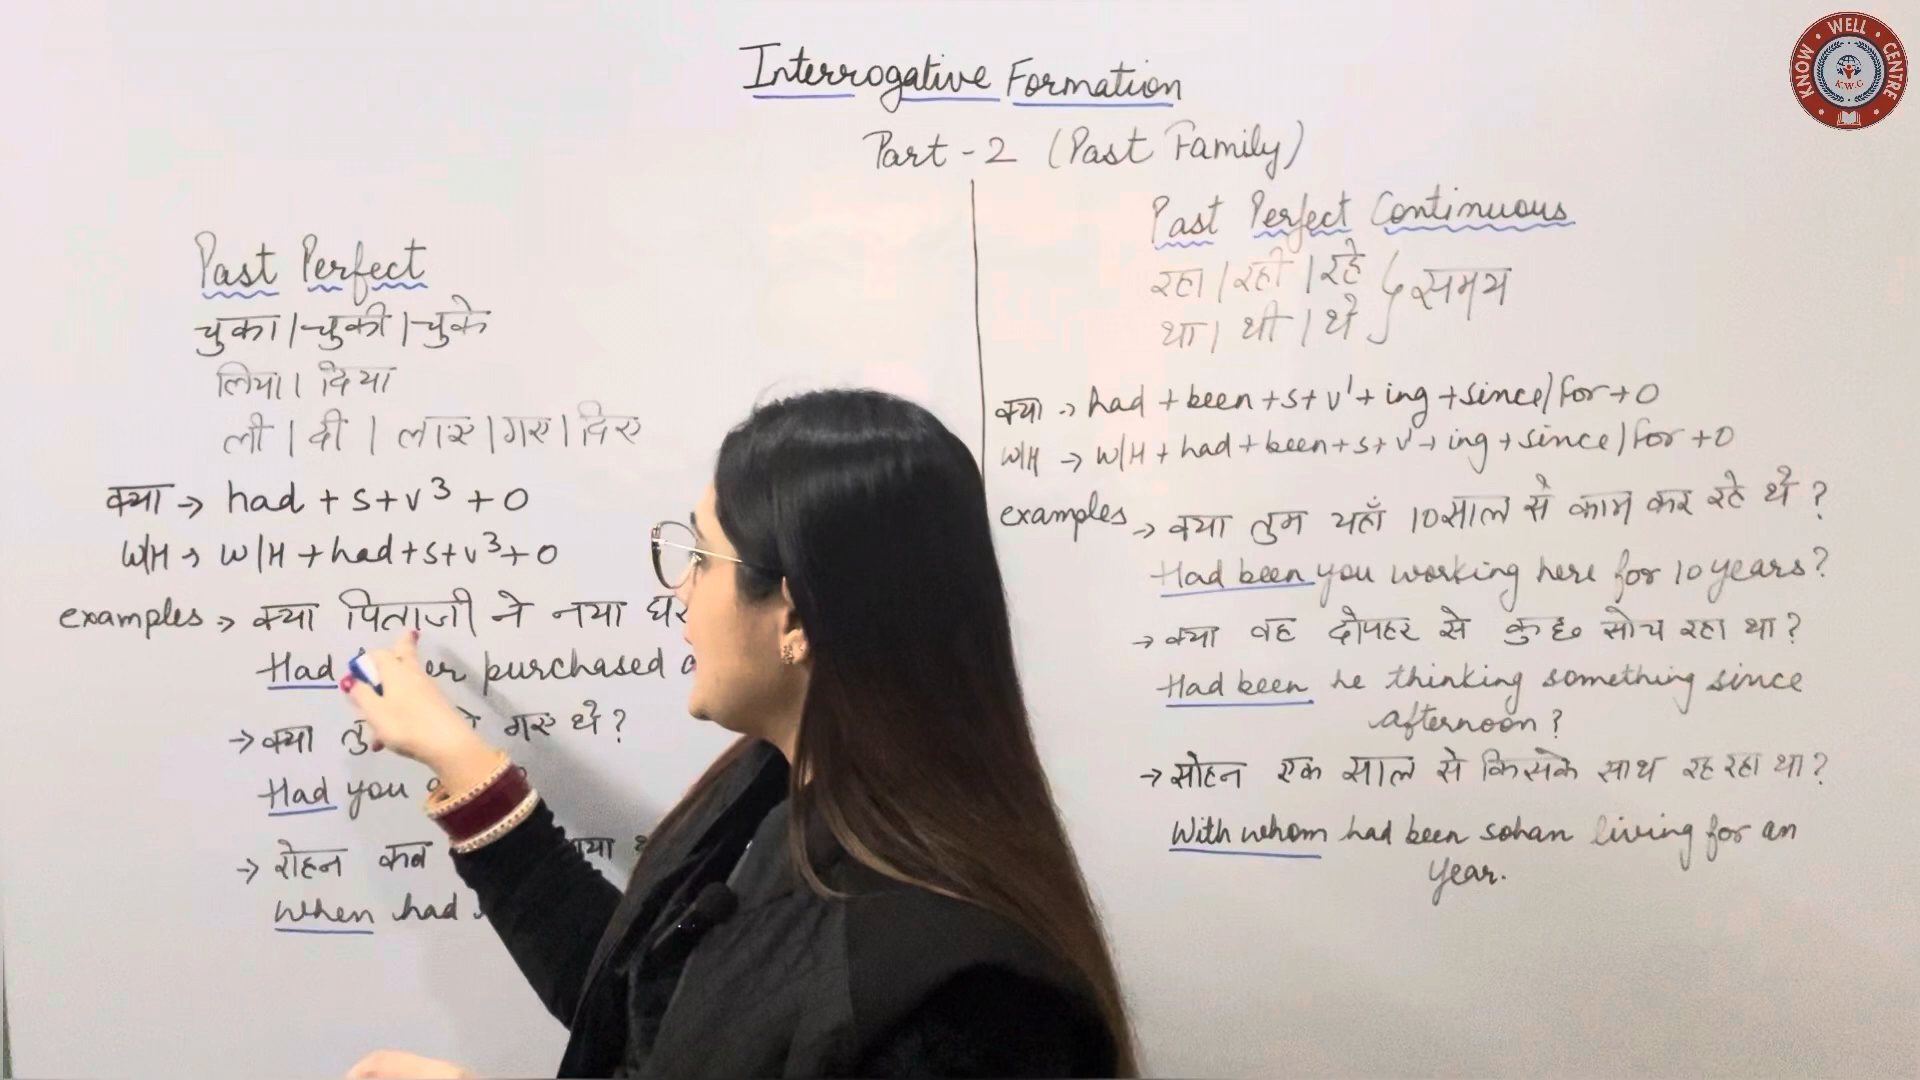 Interrogative Formation
Part - 2 (Past Family)
Past Perfect
चुका । चुकी । चुके
लिया । दिया
ली । दी । लाए । गए । दिए
क्या → had + s + v³ + o
W/H → W/H + had + s + v³ + o
examples → क्या पिताजी ने नया घर
Had purchased
→ क्या गए थे ?
Had you
→ रोहन कब
When had
Past Perfect Continuous
रहा । रही । रहे
था । थी । थे
समय
क्या → had + been + s + v¹ + ing + since/for + o
W/H → W/H + had + been + s + v¹ + ing + since/for + o
examples → क्या तुम यहाँ 10 साल से काम कर रहे थे ?
Had been you working here for 10 years?
→ क्या वह दोपहर से कुछ सोच रहा था ?
Had been he thinking something since
afternoon ?
→ सोहन एक साल से किसके साथ रह रहा था ?
With whom had been sohan living for an
year.
KNOW • WELL • CENTRE
K.W.C